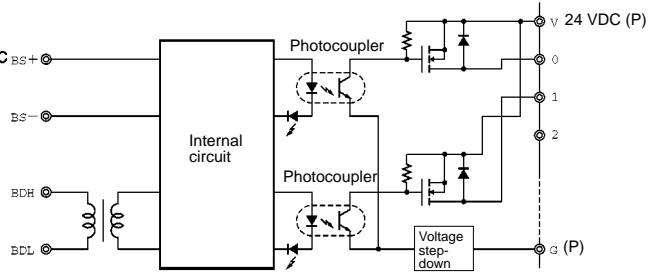 C BS+
BS−
BDH
BDL
Internal
circuit
Photocoupler
Photocoupler
Voltage
step-
down
V 24 VDC (P)
0
1
2
G (P)